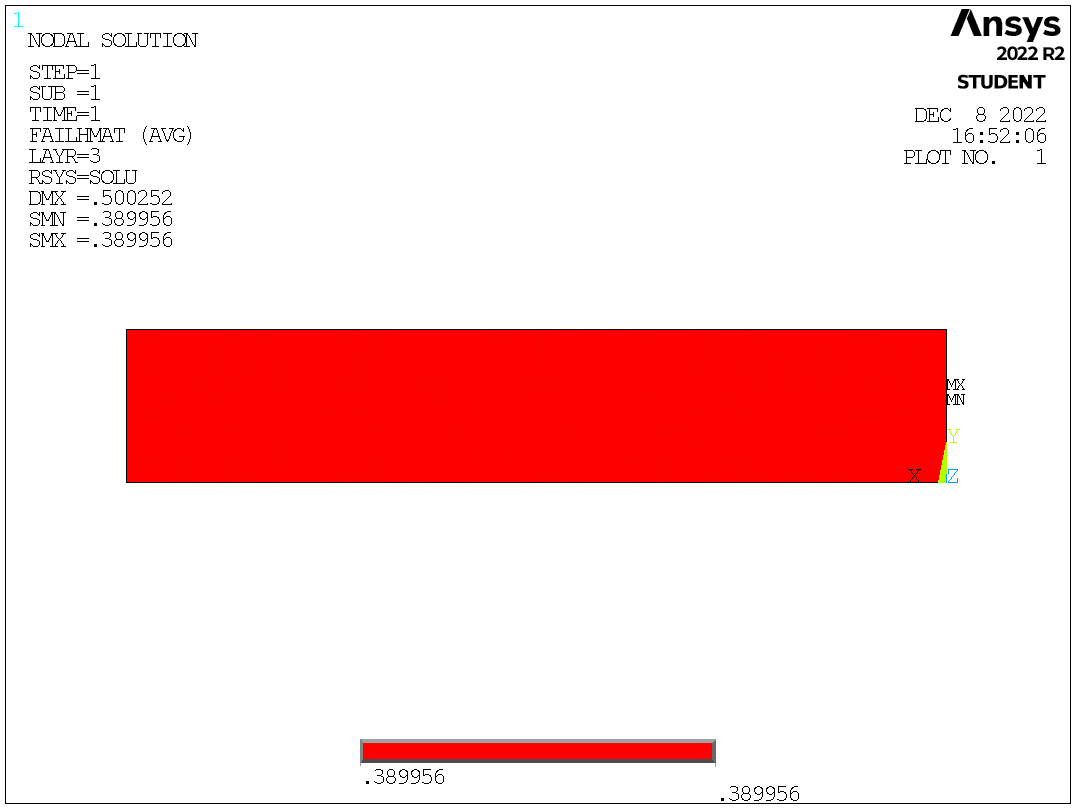 1
NODAL SOLUTION
STEP=1
SUB =1
TIME=1
FAILHMAT (AVG)
LAYR=3
RSYS=SOLU
DMX =.500252
SMN =.389956
SMX =.389956
Ansys
2022 R2
STUDENT
DEC 8 2022
16:52:06
PLOT NO. 1
MX
MN
Y
X Z
.389956
.389956